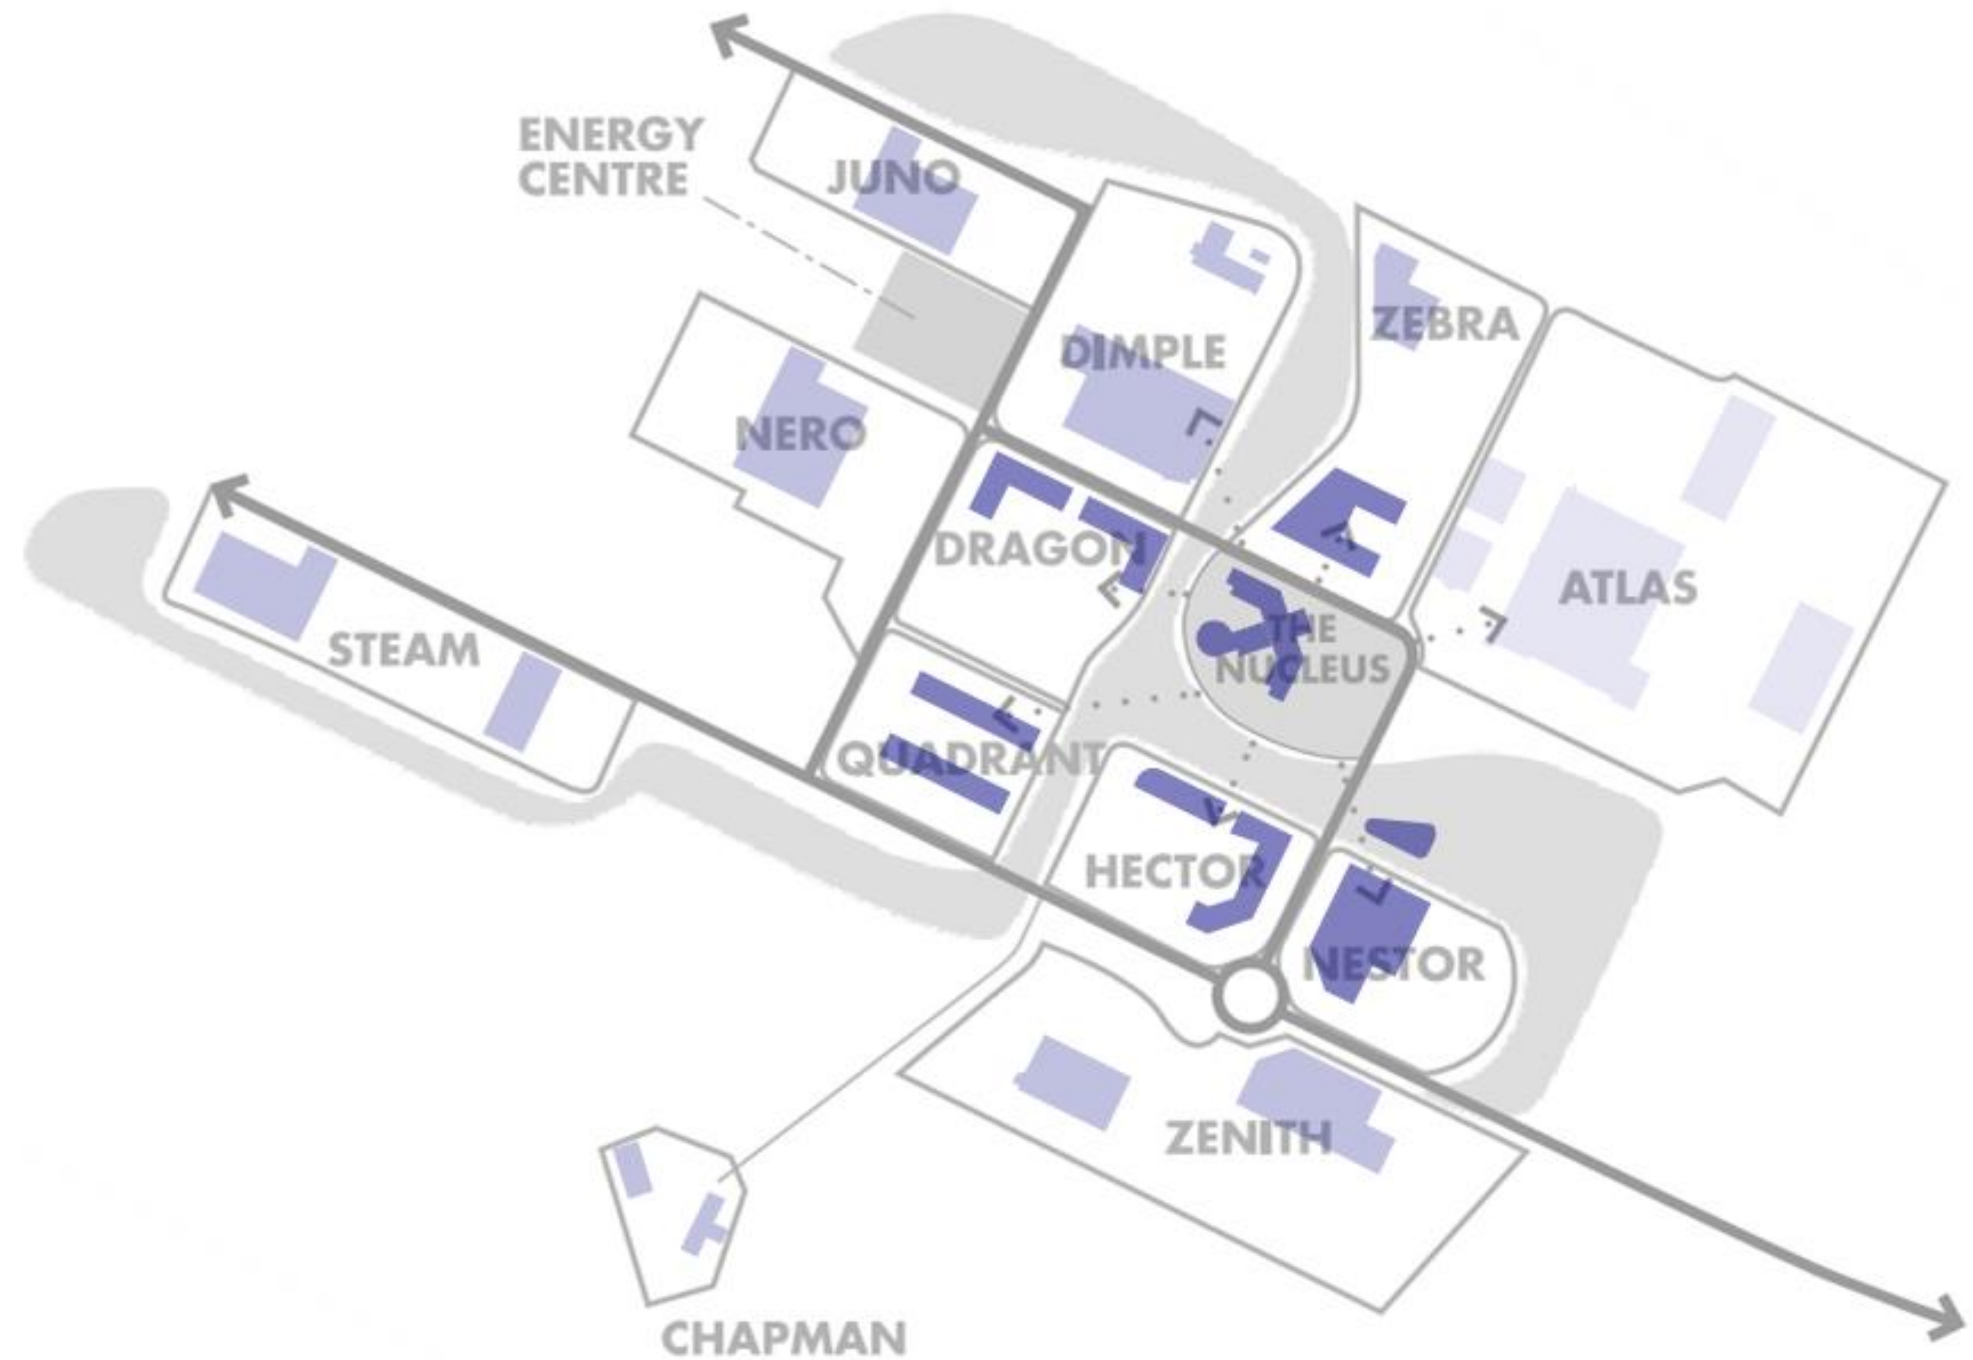 ENERGY
CENTRE
JUNO
ZEBRA
DIMPLE
NERO
DRAGON
ATLAS
THE
NUCLEUS
STEAM
QUADRANT
HECTOR
NESTOR
ZENITH
CHAPMAN